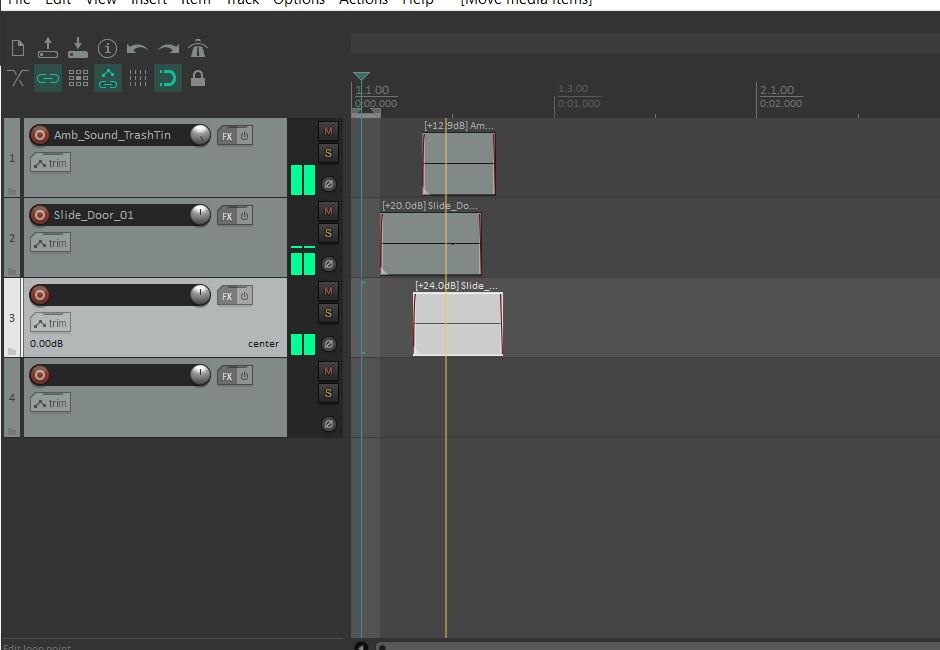 File Edit View Insert Item Track Options Actions Help [Move media items]
1.1.00 1.3.00 2.1.00
0:00.000 0:01.000 0:02.000
1 Amb_Sound_TrashTin FX M
trim S
[+12.9dB] Am...
2 Slide_Door_01 FX M
trim S
[+20.0dB] Slide_Do...
3 FX M
trim S
0.00dB center
[+24.0dB] Slide_...
4 FX M
trim S
Edit loop point